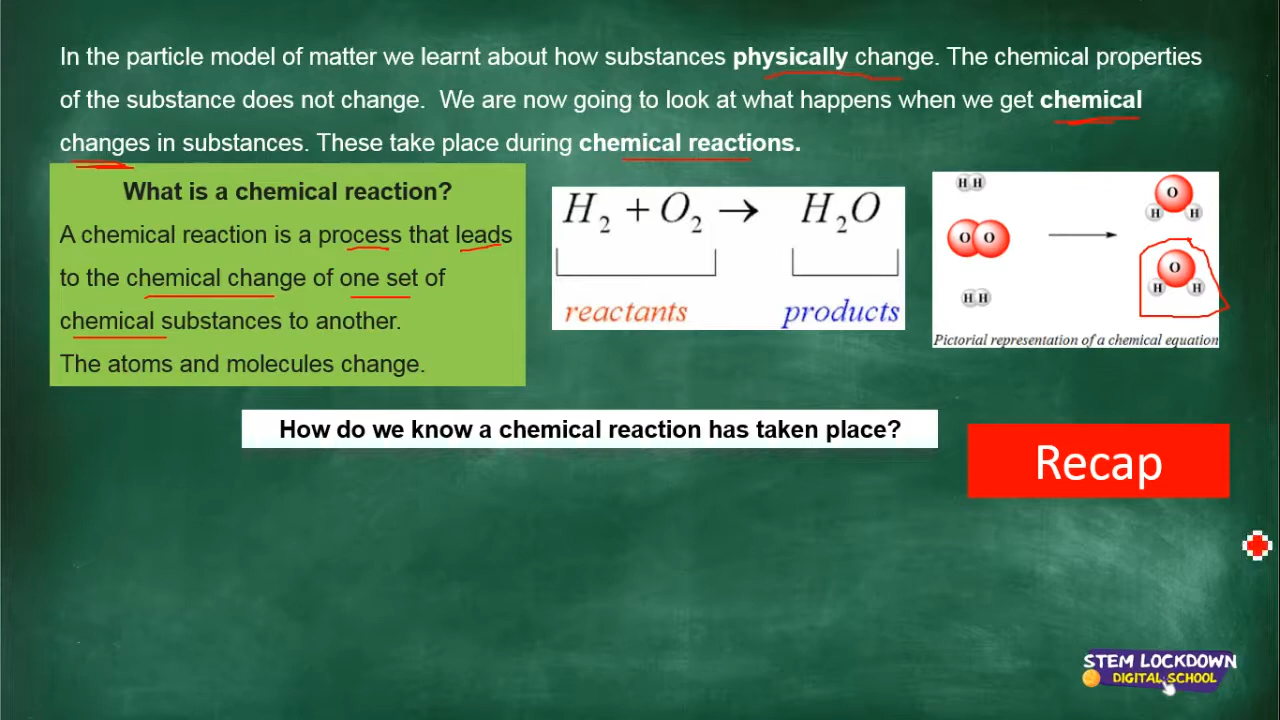 In the particle model of matter we learnt about how substances physically change. The chemical properties
of the substance does not change. We are now going to look at what happens when we get chemical
changes in substances. These take place during chemical reactions.
What is a chemical reaction?
A chemical reaction is a process that leads
to the chemical change of one set of
chemical substances to another.
The atoms and molecules change.
H₂ + O₂ → H₂O
reactants products
H H
O O
H H
O
H H
O
H H
Pictorial representation of a chemical equation
How do we know a chemical reaction has taken place?
Recap
STEM LOCKDOWN
DIGITAL SCHOOL